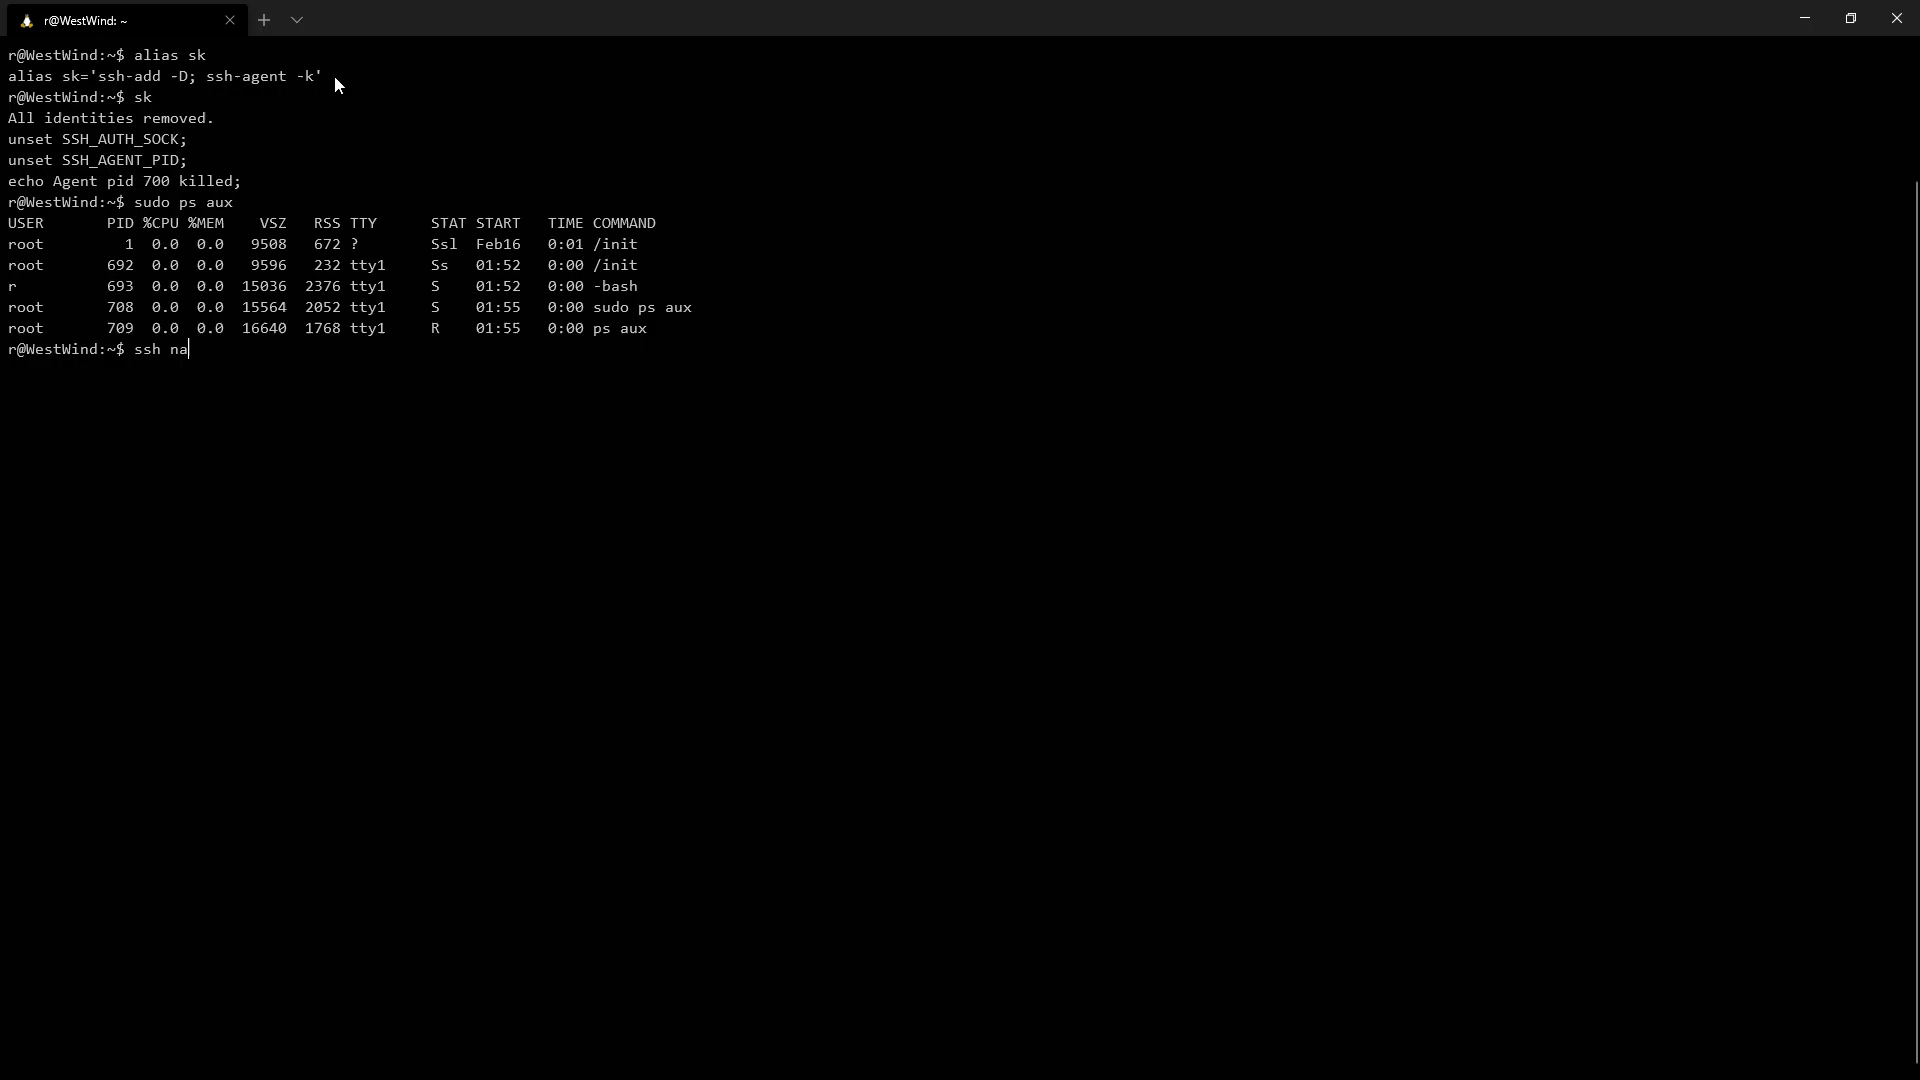 r@WestWind: ~
r@WestWind:~$ alias sk
alias sk='ssh-add -D; ssh-agent -k'
r@WestWind:~$ sk
All identities removed.
unset SSH_AUTH_SOCK;
unset SSH_AGENT_PID;
echo Agent pid 700 killed;
r@WestWind:~$ sudo ps aux
USER       PID %CPU %MEM    VSZ   RSS TTY      STAT START   TIME COMMAND
root         1  0.0  0.0   9508   672 ?        Ssl  Feb16   0:01 /init
root       692  0.0  0.0   9596   232 tty1     Ss   01:52   0:00 /init
r          693  0.0  0.0  15036  2376 tty1     S    01:52   0:00 -bash
root       708  0.0  0.0  15564  2052 tty1     S    01:55   0:00 sudo ps aux
root       709  0.0  0.0  16640  1768 tty1     R    01:55   0:00 ps aux
r@WestWind:~$ ssh na